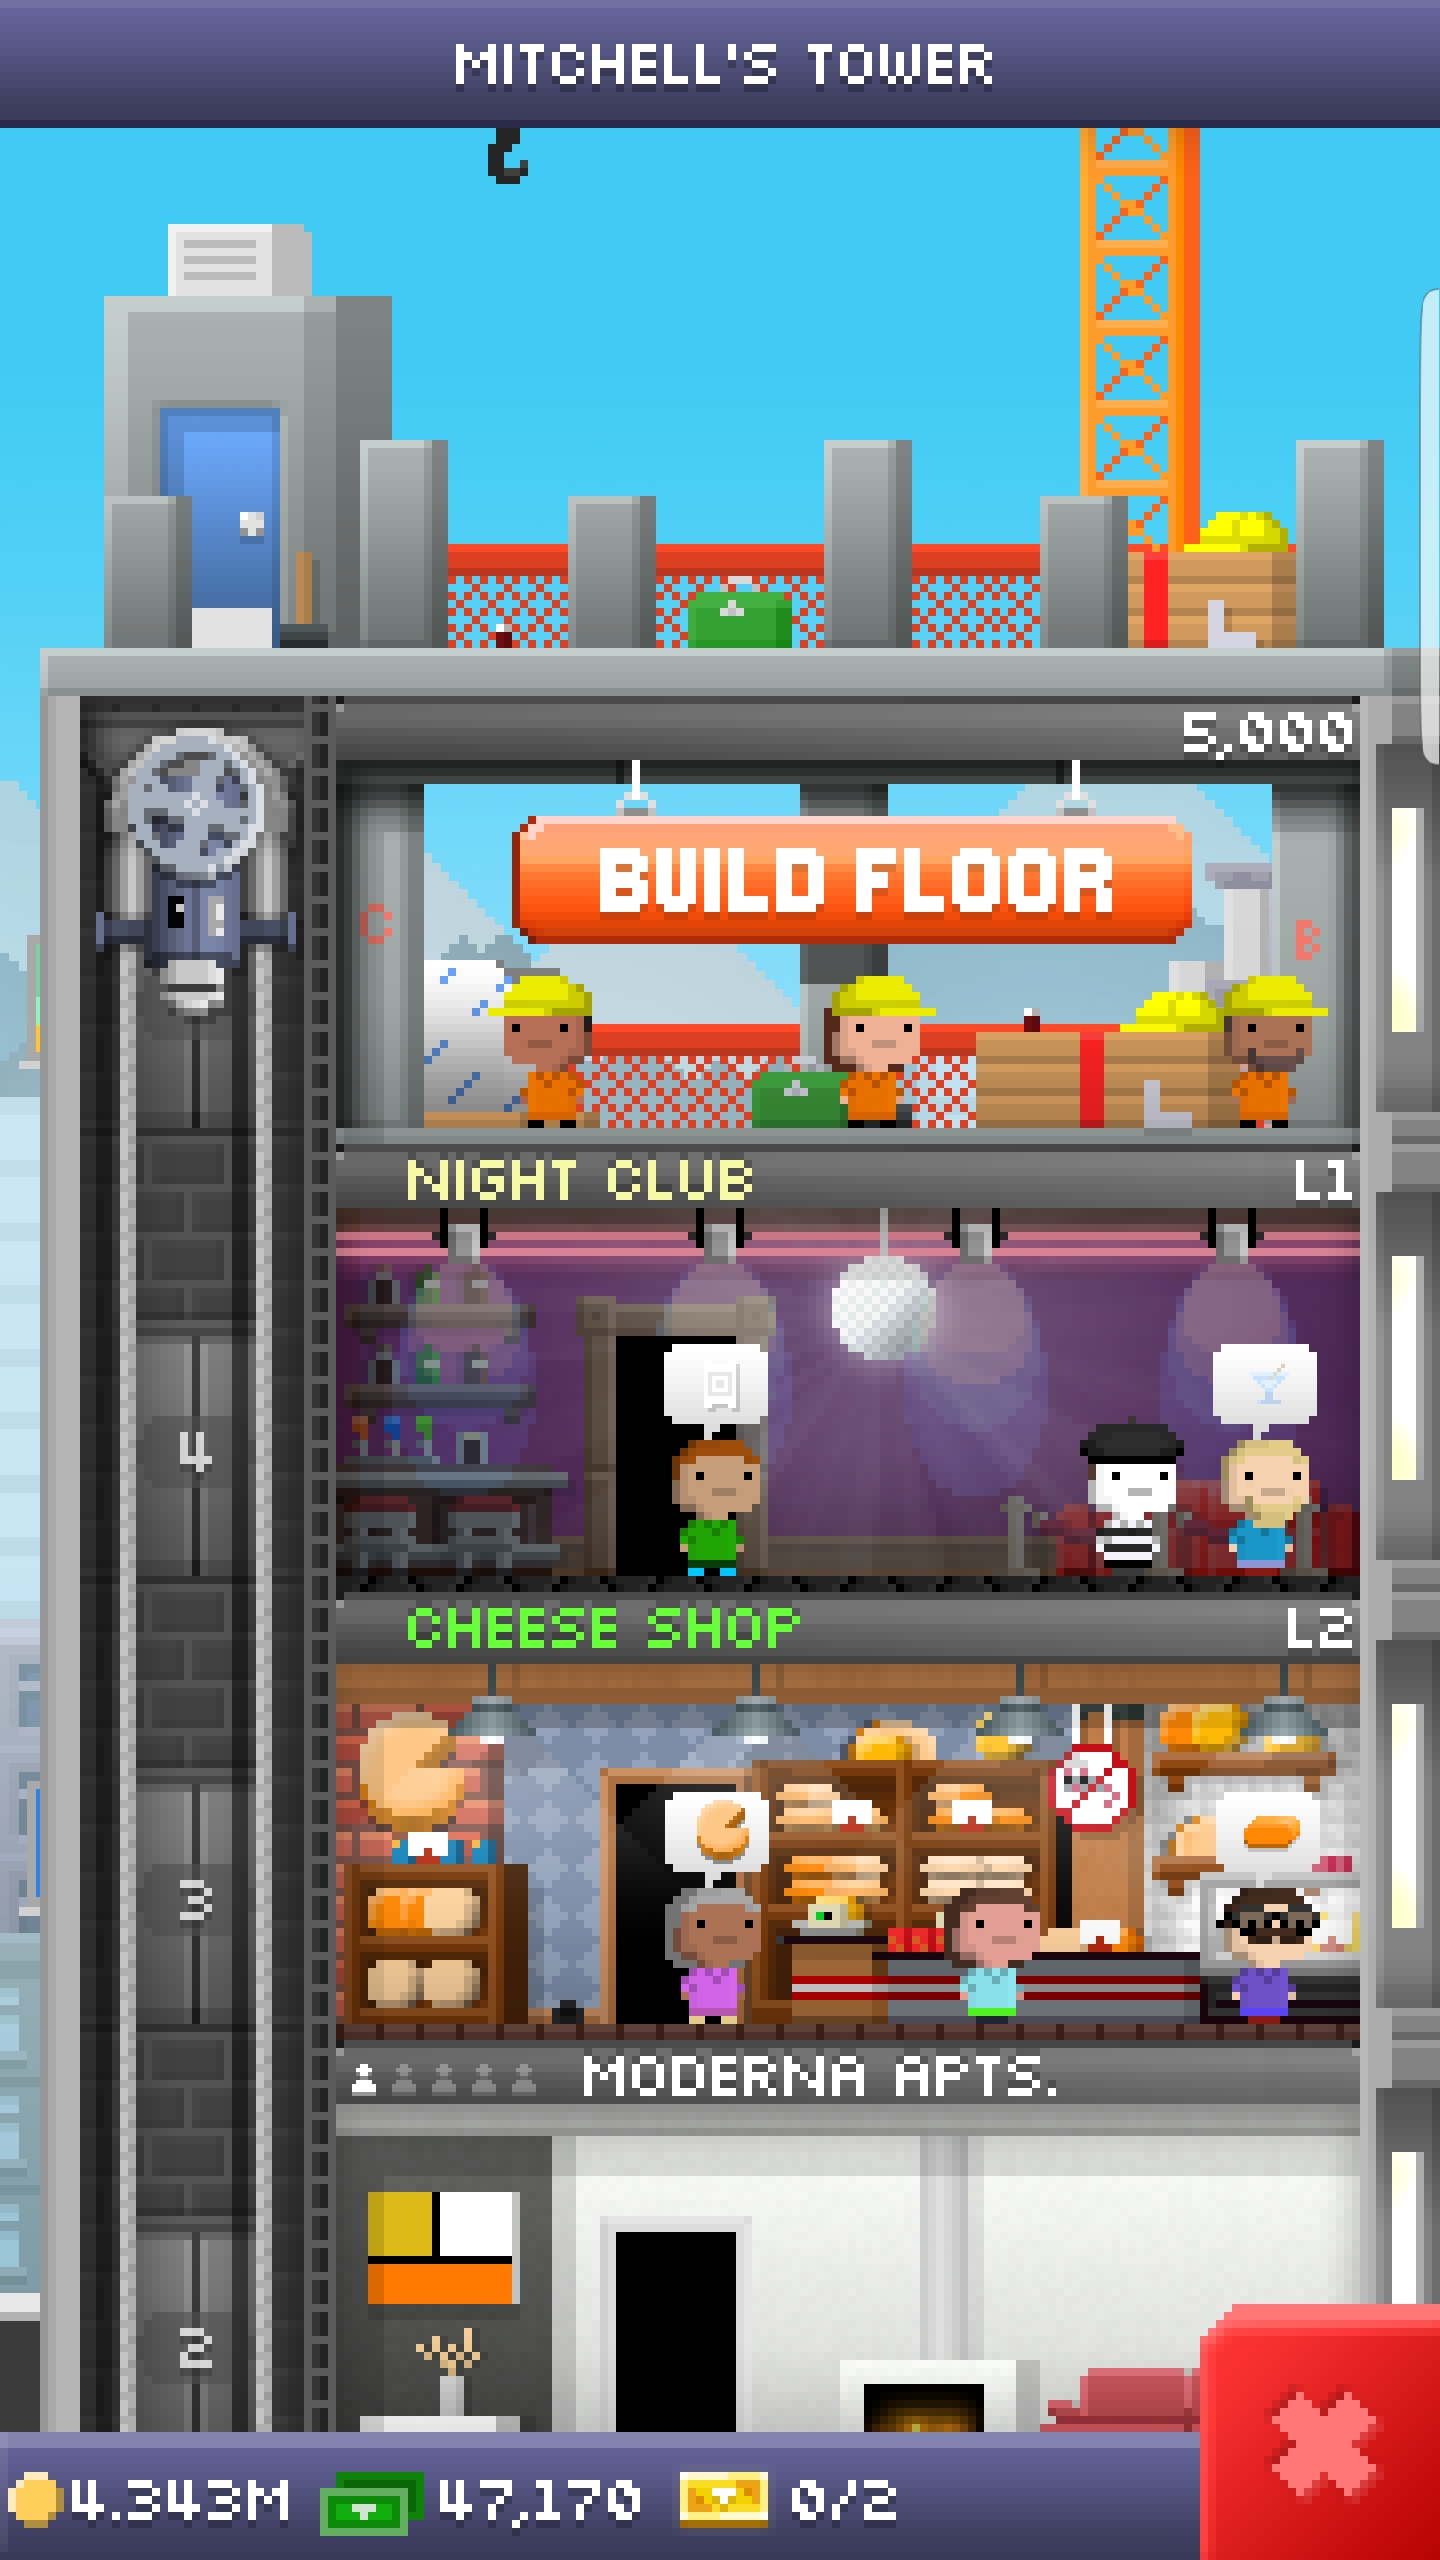 MITCHELL'S TOWER
5,000
BUILD FLOOR
C
B
NIGHT CLUB L1
4
CHEESE SHOP L2
3
MODERNA APTS.
2
4.343M 47,170 0/2